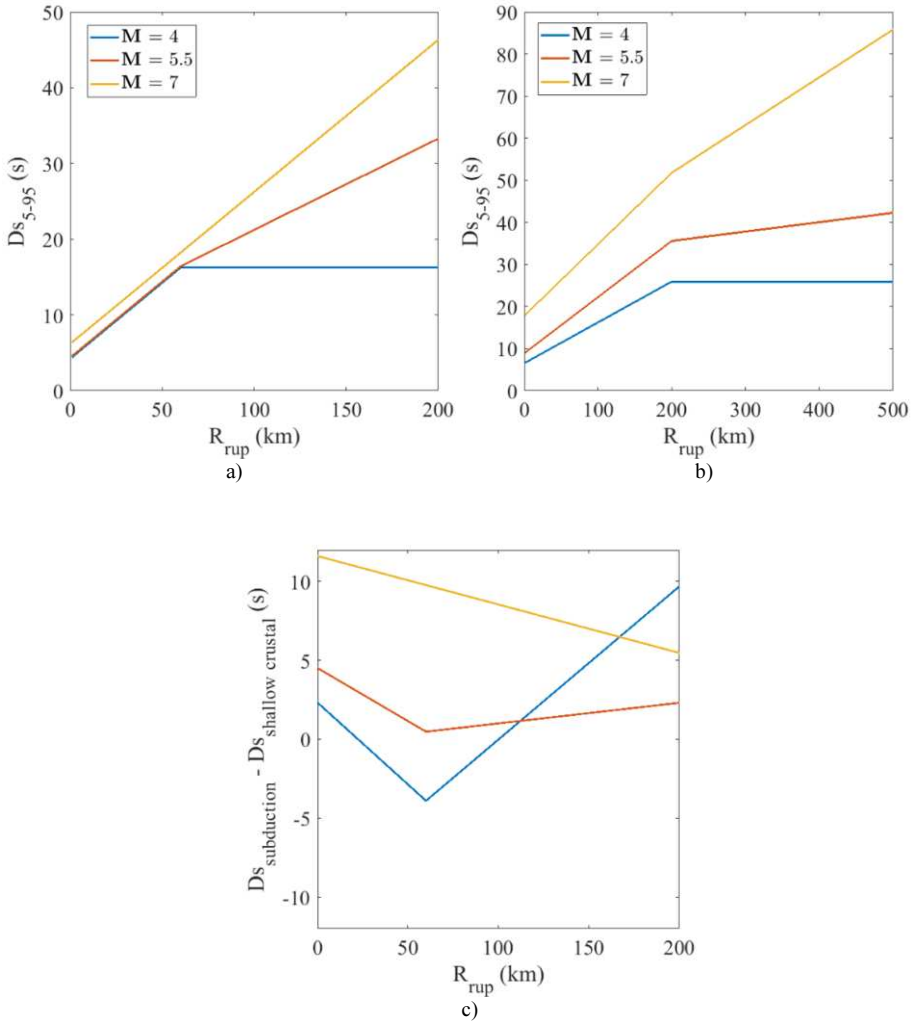 50
40
30
20
10
0
Ds5-95 (s)
M = 4
M = 5.5
M = 7
0 50 100 150 200
Rrup (km)
a)
90
80
70
60
50
40
30
20
10
0
Ds5-95 (s)
M = 4
M = 5.5
M = 7
0 100 200 300 400 500
Rrup (km)
b)
10
5
0
-5
-10
Dssubduction - Dsshallow crustal (s)
0 50 100 150 200
Rrup (km)
c)